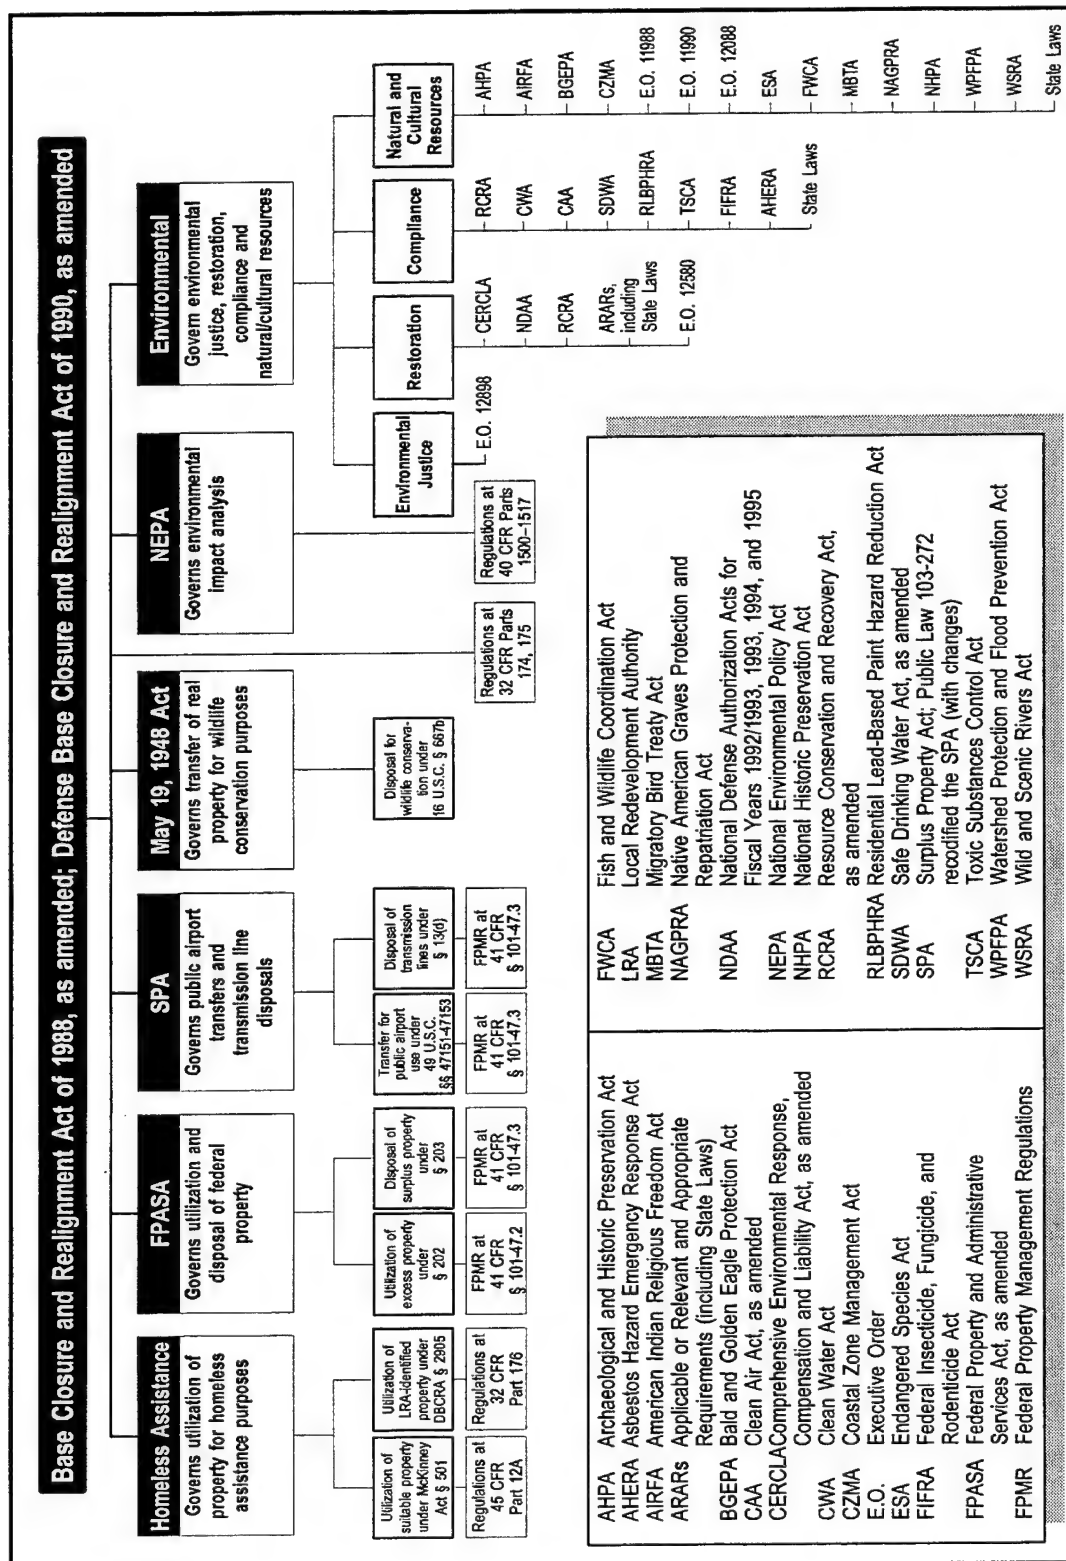 Base Closure and Realignment Act of 1988, as amended; Defense Base Closure and Realignment Act of 1990, as amended
Homeless Assistance
Governs utilization of
property for homeless
assistance purposes
Utilization of
suitable property
under McKinney
Act § 501
Regulations at
45 CFR
Part 12A
Utilization of
LRA-identified
property under
DBCRA § 2905
Regulations at
32 CFR
Part 176
FPASA
Governs utilization and
disposal of federal
property
Utilization of
excess property
under
§ 202
FPMR at
41 CFR
§ 101-47.2
Disposal of
surplus property
under
§ 203
FPMR at
41 CFR
§ 101-47.3
SPA
Governs public airport
transfers and
transmission line
disposals
Transfer for
public airport
use under
49 U.S.C.
§§ 47151-47153
FPMR at
41 CFR
§ 101-47.3
Disposal of
transmission
lines under
§ 13(d)
FPMR at
41 CFR
§ 101-47.3
May 19, 1948 Act
Governs transfer of real
property for wildlife
conservation purposes
Disposal for
wildlife conserva-
tion under
16 U.S.C. § 667b
Regulations at
32 CFR Parts
174, 175
NEPA
Governs environmental
impact analysis
Regulations at
40 CFR Parts
1500–1517
Environmental
Govern environmental
justice, restoration,
compliance and
natural/cultural resources
Environmental
Justice
E.O. 12898
Restoration
CERCLA
NDAA
RCRA
ARARs,
including
State Laws
E.O. 12580
Compliance
RCRA
CWA
CAA
SDWA
RLBPHRA
TSCA
FIFRA
AHERA
State Laws
Natural and
Cultural
Resources
AHPA
AIRFA
BGEPA
CZMA
E.O. 11988
E.O. 11990
E.O. 12088
ESA
FWCA
MBTA
NAGPRA
NHPA
WPFPA
WSRA
State Laws
AHPA Archaeological and Historic Preservation Act
AHERA Asbestos Hazard Emergency Response Act
AIRFA American Indian Religious Freedom Act
ARARs Applicable or Relevant and Appropriate
Requirements (including State Laws)
BGEPA Bald and Golden Eagle Protection Act
CAA Clean Air Act, as amended
CERCLA Comprehensive Environmental Response,
Compensation and Liability Act, as amended
CWA Clean Water Act
CZMA Coastal Zone Management Act
E.O. Executive Order
ESA Endangered Species Act
FIFRA Federal Insecticide, Fungicide, and
Rodenticide Act
FPASA Federal Property and Administrative
Services Act, as amended
FPMR Federal Property Management Regulations
FWCA Fish and Wildlife Coordination Act
LRA Local Redevelopment Authority
MBTA Migratory Bird Treaty Act
NAGPRA Native American Graves Protection and
Repatriation Act
NDAA National Defense Authorization Acts for
Fiscal Years 1992/1993, 1993, 1994, and 1995
NEPA National Environmental Policy Act
NHPA National Historic Preservation Act
RCRA Resource Conservation and Recovery Act,
as amended
RLBPHRA Residential Lead-Based Paint Hazard Reduction Act
SDWA Safe Drinking Water Act, as amended
SPA Surplus Property Act; Public Law 103-272
recodified the SPA (with changes)
TSCA Toxic Substances Control Act
WPFPA Watershed Protection and Flood Prevention Act
WSRA Wild and Scenic Rivers Act